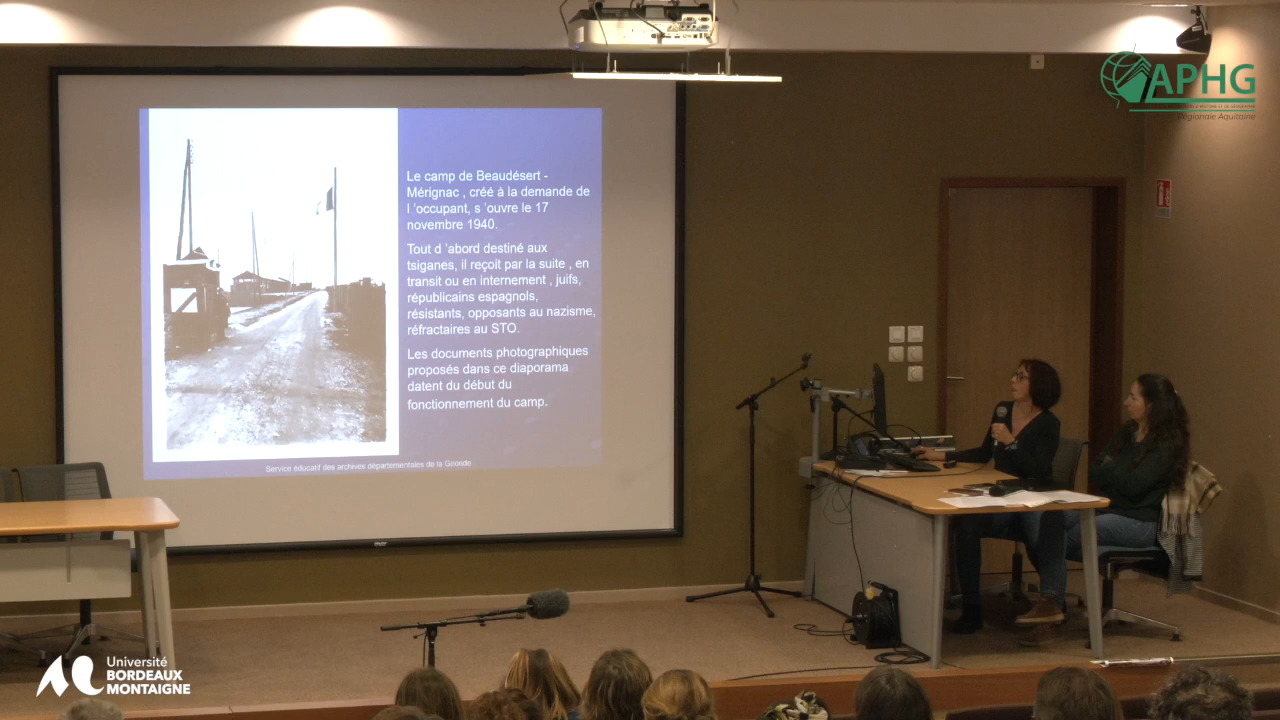 APHG
Régionale Aquitaine
Le camp de Beaudésert -
Mérignac , créé à la demande de
l 'occupant, s 'ouvre le 17
novembre 1940.
Tout d 'abord destiné aux
tsiganes, il reçoit par la suite , en
transit ou en internement , juifs,
républicains espagnols,
résistants, opposants au nazisme,
réfractaires au STO.
Les documents photographiques
proposés dans ce diaporama
datent du début du
fonctionnement du camp.
Service éducatif des archives départementales de la Gironde
Université
BORDEAUX
MONTAIGNE